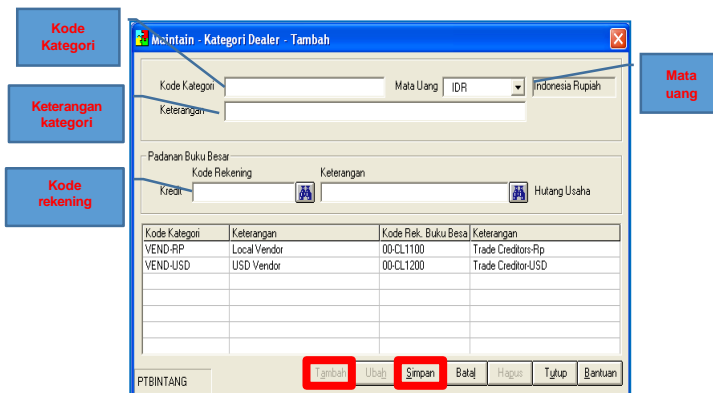 Kode
Kategori
Maintain - Kategori Dealer - Tambah
Kode Kategori
Mata Uang
IDR
Indonesia Rupiah
Mata
uang
Keterangan
Keterangan
kategori
Padanan Buku Besar
Kode Rekening
Keterangan
Kode
rekening
Kredit
Hutang Usaha
Kode Kategori Keterangan Kode Rek. Buku Besa Keterangan
VEND-RP Local Vendor 00-CL1100 Trade Creditors-Rp
VEND-USD USD Vendor 00-CL1200 Trade Creditor-USD
Tambah Ubah Simpan Batal Hapus Tutup Bantuan
PTBINTANG